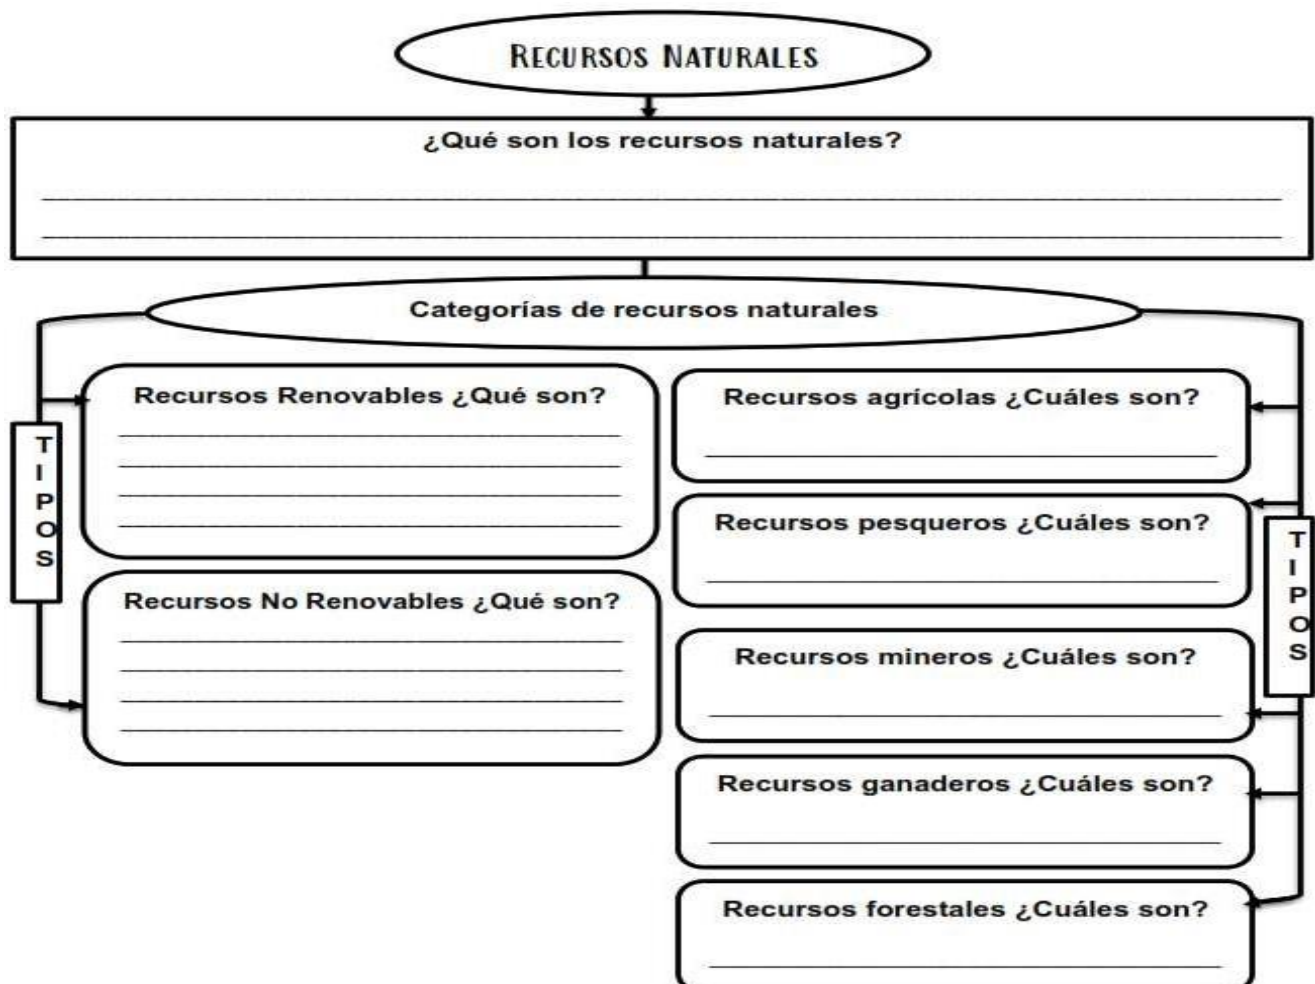 RECURSOS NATURALES
¿Qué son los recursos naturales?
Categorías de recursos naturales
TIPOS
Recursos Renovables ¿Qué son?
Recursos No Renovables ¿Qué son?
Recursos agrícolas ¿Cuáles son?
Recursos pesqueros ¿Cuáles son?
Recursos mineros ¿Cuáles son?
Recursos ganaderos ¿Cuáles son?
Recursos forestales ¿Cuáles son?
TIPOS